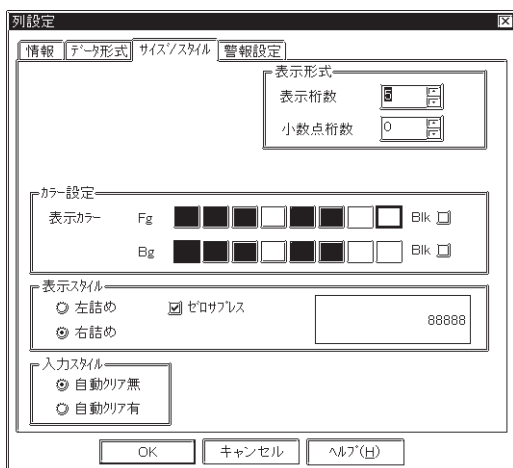 列設定
情報 データ形式 サイズ/スタイル 警報設定
表示形式
表示桁数 5
小数点桁数 0
カラー設定
表示カラー Fg Blk
Bg Blk
表示スタイル
左詰め ゼロサプレス
右詰め
88888
入力スタイル
自動クリア無
自動クリア有
OK キャンセル ヘルプ(H)